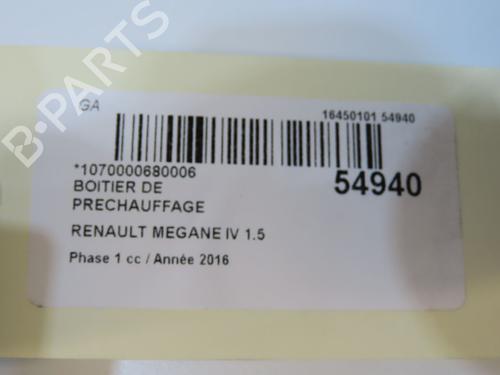 B-PARTS
GA
16450101 54940
*1070000680006
54940
BOITIER DE
PRECHAUFFAGE
RENAULT MEGANE IV 1.5
Phase 1 cc / Année 2016